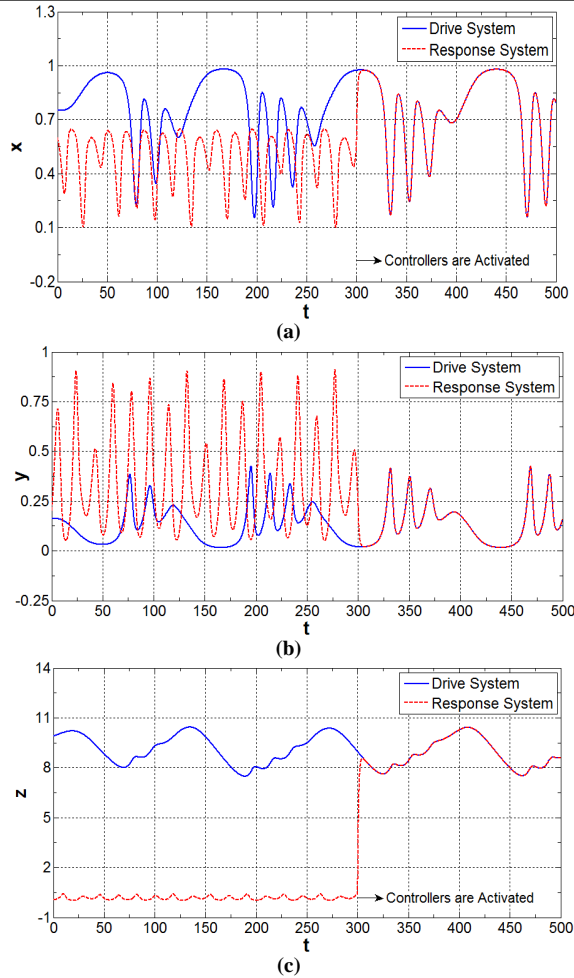 1.3
1
0.7
0.4
0.1
-0.2
x
Drive System
Response System
Controllers are Activated
0 50 100 150 200 250 300 350 400 450 500
t
(a)
1
0.75
0.5
0.25
0
-0.25
y
Drive System
Response System
0 50 100 150 200 250 300 350 400 450 500
t
(b)
14
11
8
5
2
-1
z
Drive System
Response System
Controllers are Activated
0 50 100 150 200 250 300 350 400 450 500
t
(c)